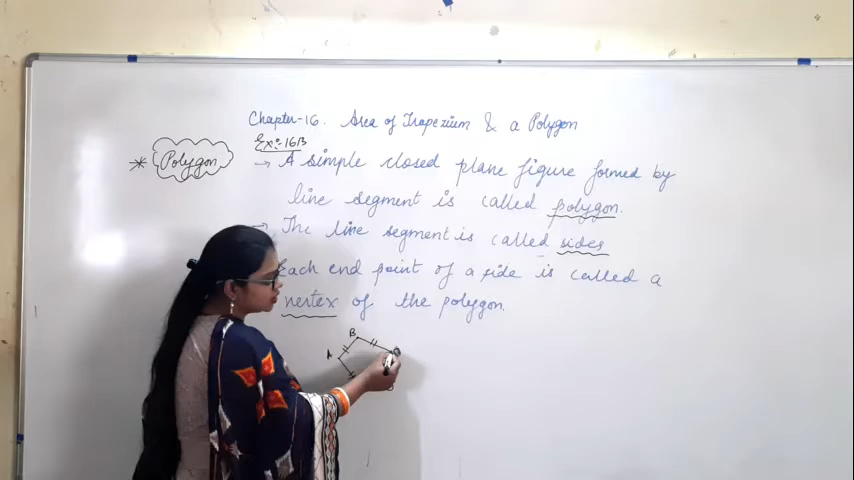 Chapter-16. Area of Trapezium & a Polygon
Ex:-16B
* Polygon
→ A simple closed plane figure formed by
line segment is called polygon.
→ The line segment is called sides
Each end point of a side is called a
vertex of the polygon.
B
A